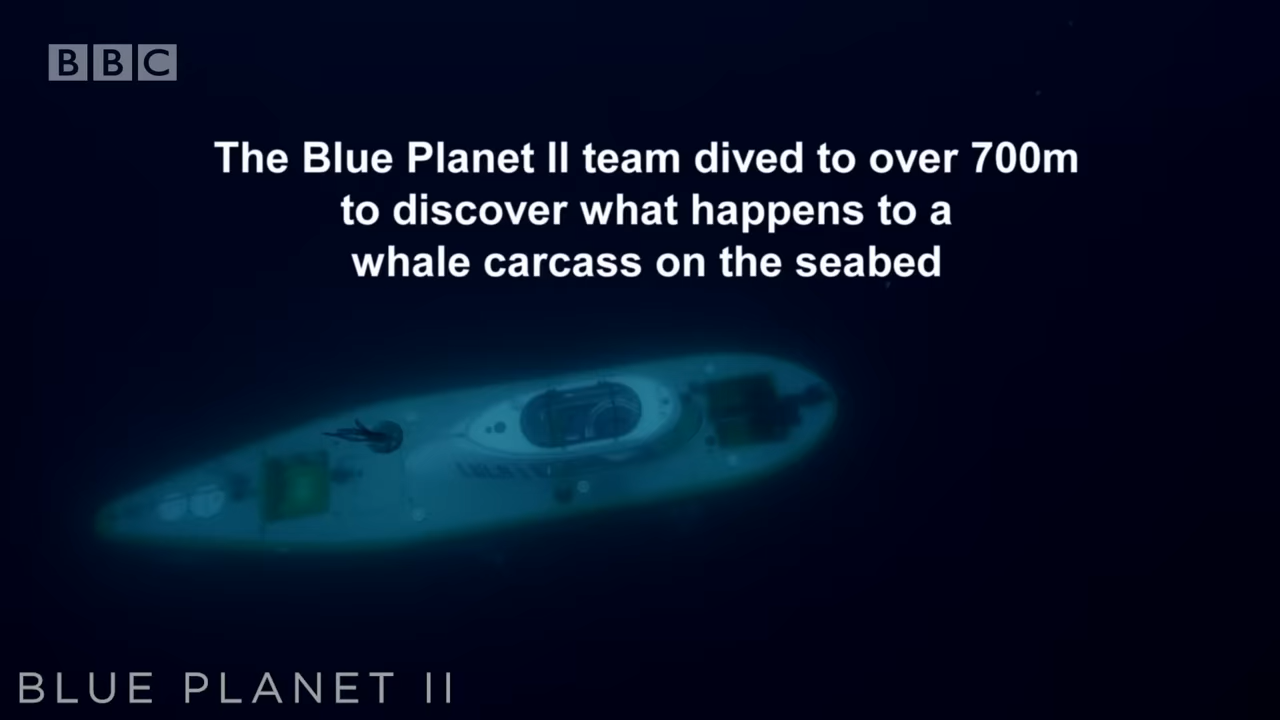 BBC
The Blue Planet II team dived to over 700m
to discover what happens to a
whale carcass on the seabed
BLUE PLANET II